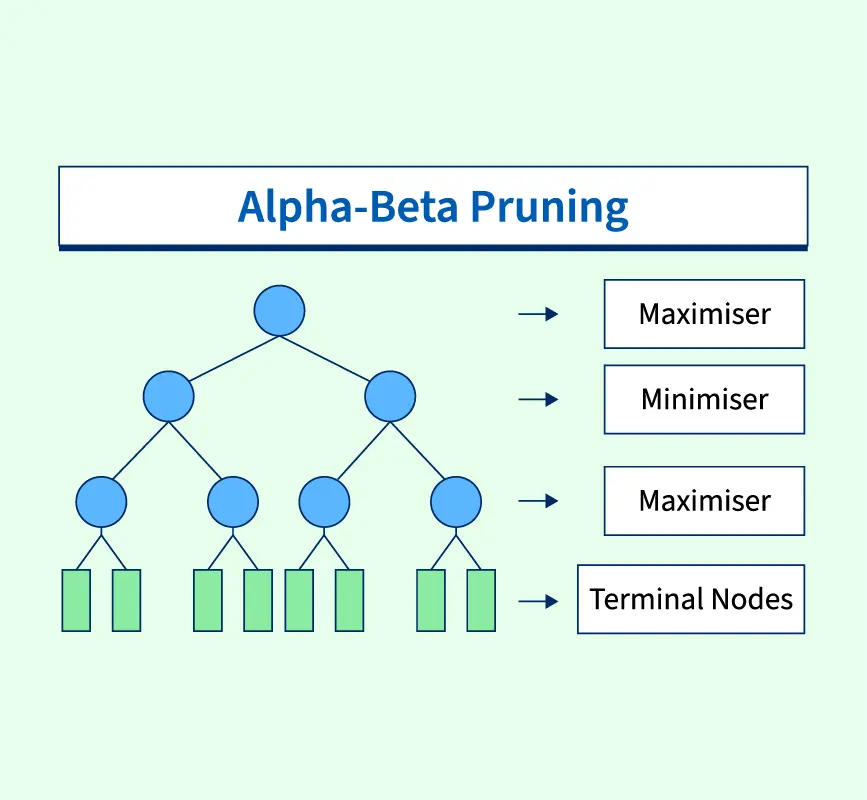 Alpha-Beta Pruning
Maximiser
Minimiser
Maximiser
Terminal Nodes